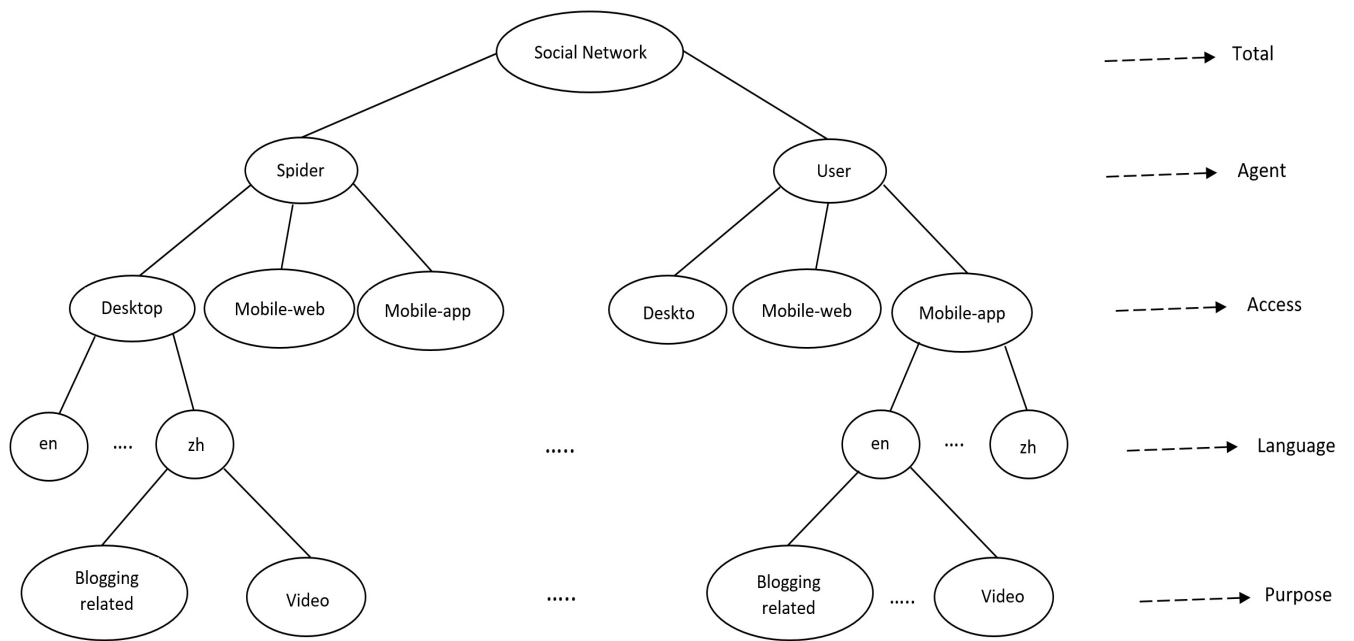 Social Network
Total
Spider
User
Agent
Desktop
Mobile-web
Mobile-app
Deskto
Mobile-web
Mobile-app
Access
en
....
zh
.....
en
....
zh
Language
Blogging
related
Video
.....
Blogging
related
.....
Video
Purpose